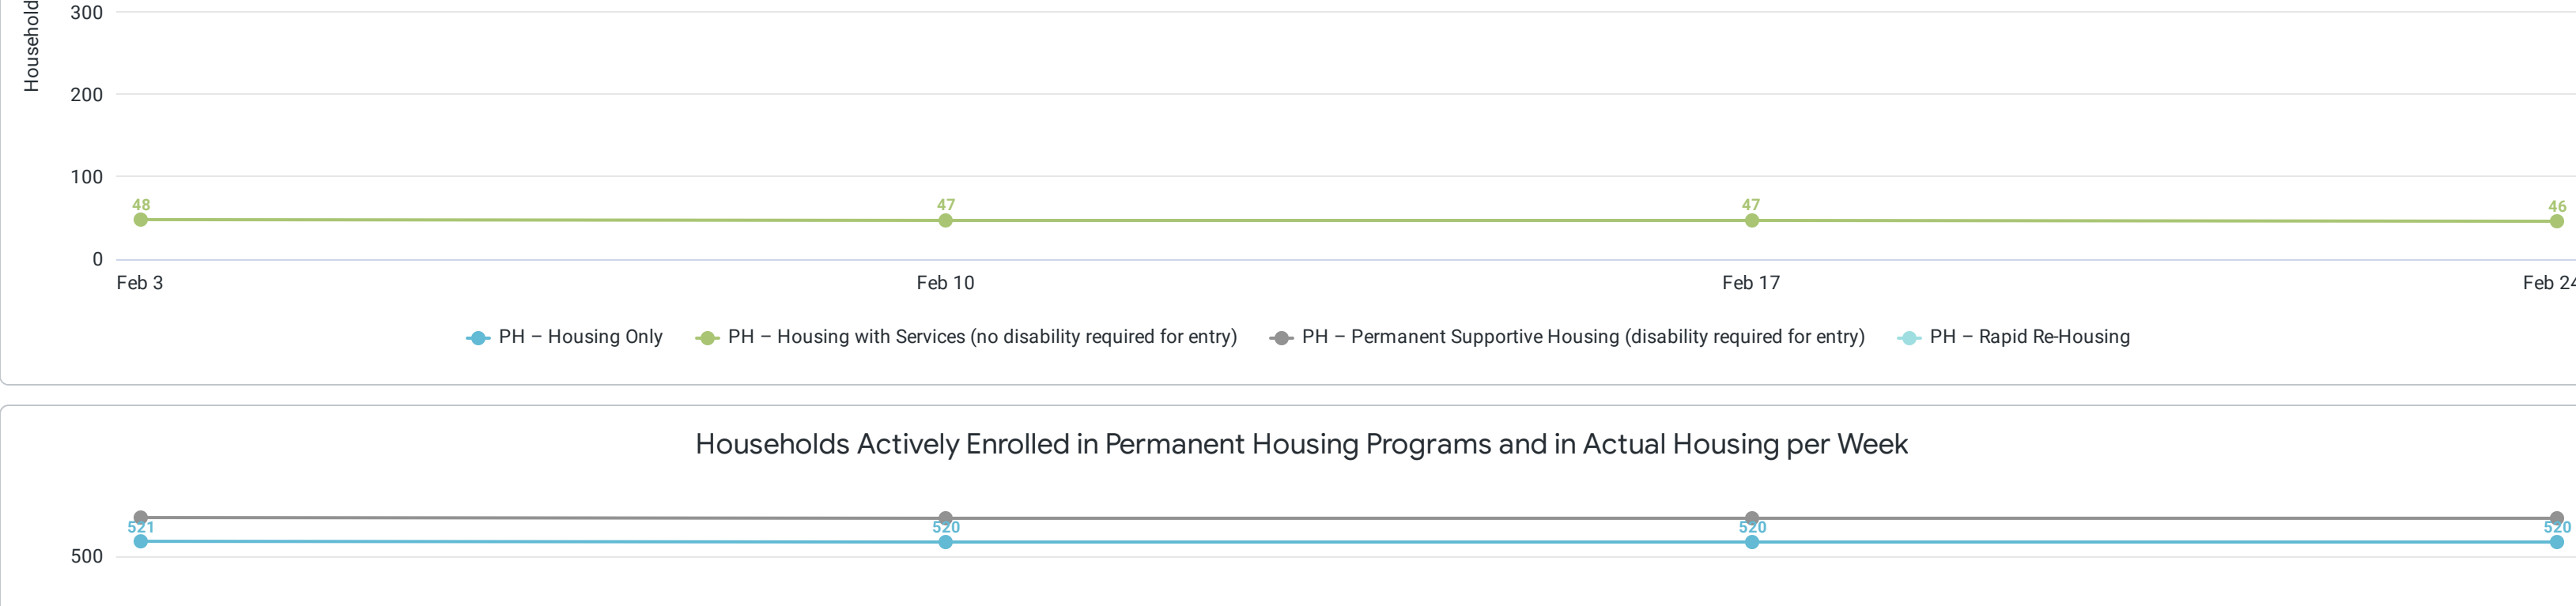 300
Household
200
100
48 47 47 46
0
Feb 3 Feb 10 Feb 17 Feb 24
PH – Housing Only PH – Housing with Services (no disability required for entry) PH – Permanent Supportive Housing (disability required for entry) PH – Rapid Re-Housing
Households Actively Enrolled in Permanent Housing Programs and in Actual Housing per Week
521 520 520 520
500